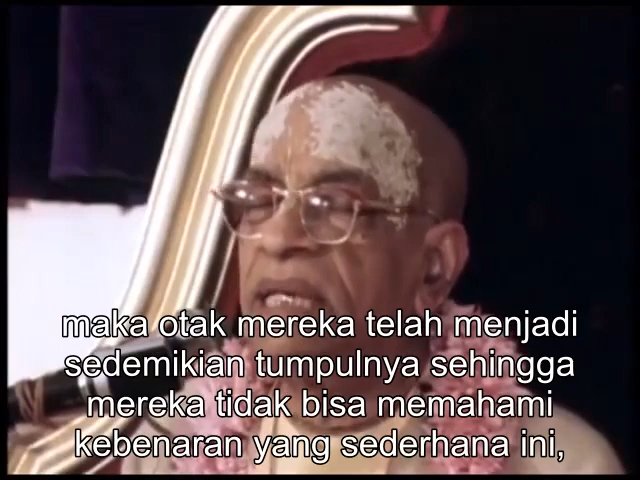 maka otak mereka telah menjadi
sedemikian tumpulnya sehingga
mereka tidak bisa memahami
kebenaran yang sederhana ini,